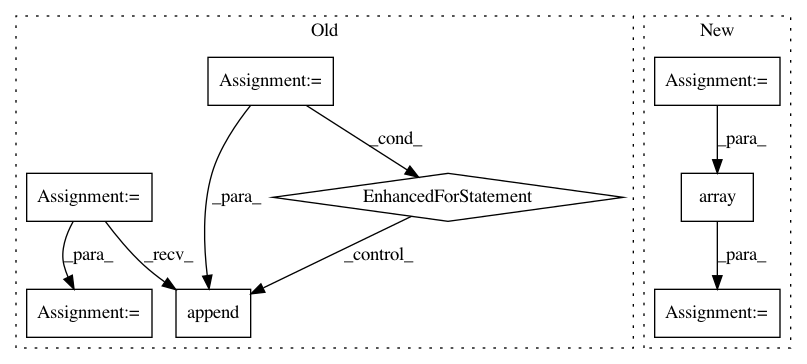 Old
New
Assignment:=
Assignment:=
_cond_
_para_
Assignment:=
_para_
EnhancedForStatement
array
_para_
_recv_
_control_
_para_
Assignment:=
append
Assignment:=